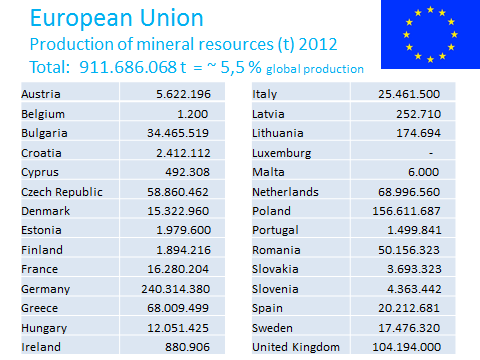 European Union
Production of mineral resources (t) 2012
Total: 911.686.068 t = ~ 5,5 % global production
Austria 5.622.196
Belgium 1.200
Bulgaria 34.465.519
Croatia 2.412.112
Cyprus 492.308
Czech Republic 58.860.462
Denmark 15.322.960
Estonia 1.979.600
Finland 1.894.216
France 16.280.204
Germany 240.314.380
Greece 68.009.499
Hungary 12.051.425
Ireland 880.906
Italy 25.461.500
Latvia 252.710
Lithuania 174.694
Luxemburg -
Malta 6.000
Netherlands 68.996.560
Poland 156.611.687
Portugal 1.499.841
Romania 50.156.323
Slovakia 3.693.323
Slovenia 4.363.442
Spain 20.212.681
Sweden 17.476.320
United Kingdom 104.194.000